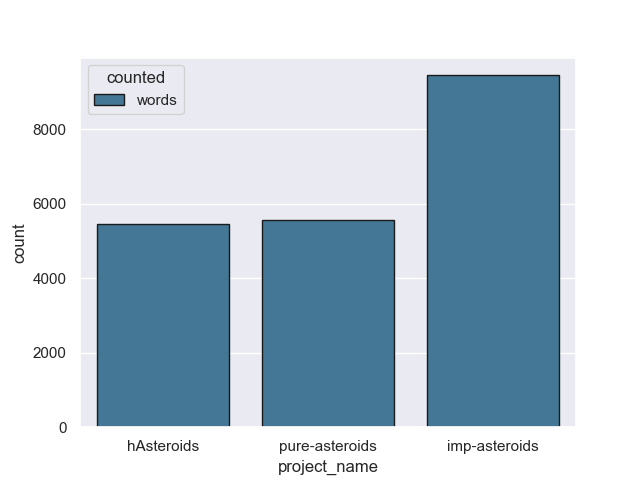 counted
words
8000
6000
4000
2000
0
count
hAsteroids
pure-asteroids
imp-asteroids
project_name